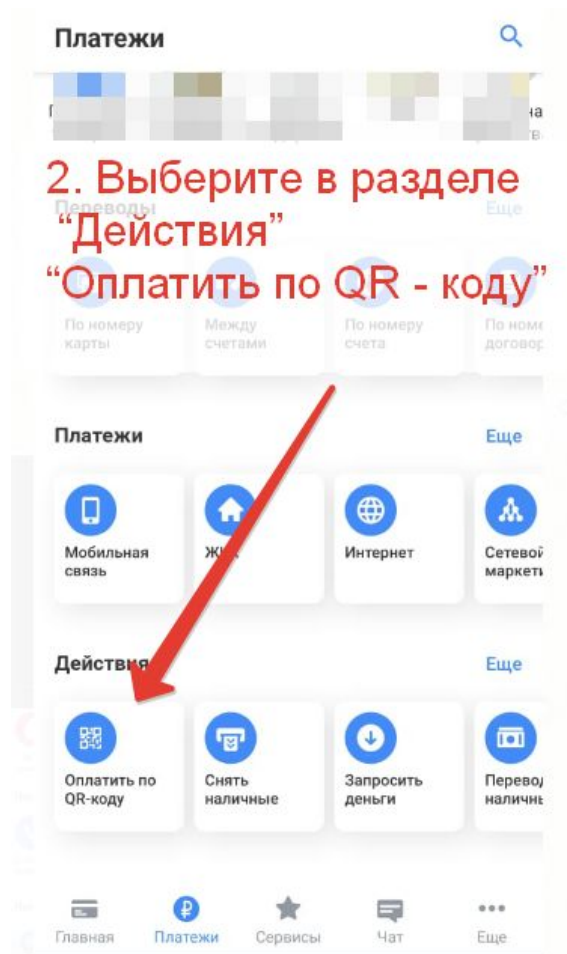 Платежи
2. Выберите в разделе
Переводы
Еще
“Действия”
“Оплатить по QR - коду”
По номеру
карты
Между
счетами
По номеру
счета
Платежи
Еще
Мобильная
связь
Интернет
Сетевой
Действия
Еще
Оплатить по
QR-коду
Снять
наличные
Запросить
деньги
Главная
Платежи
Сервисы
Чат
Еще